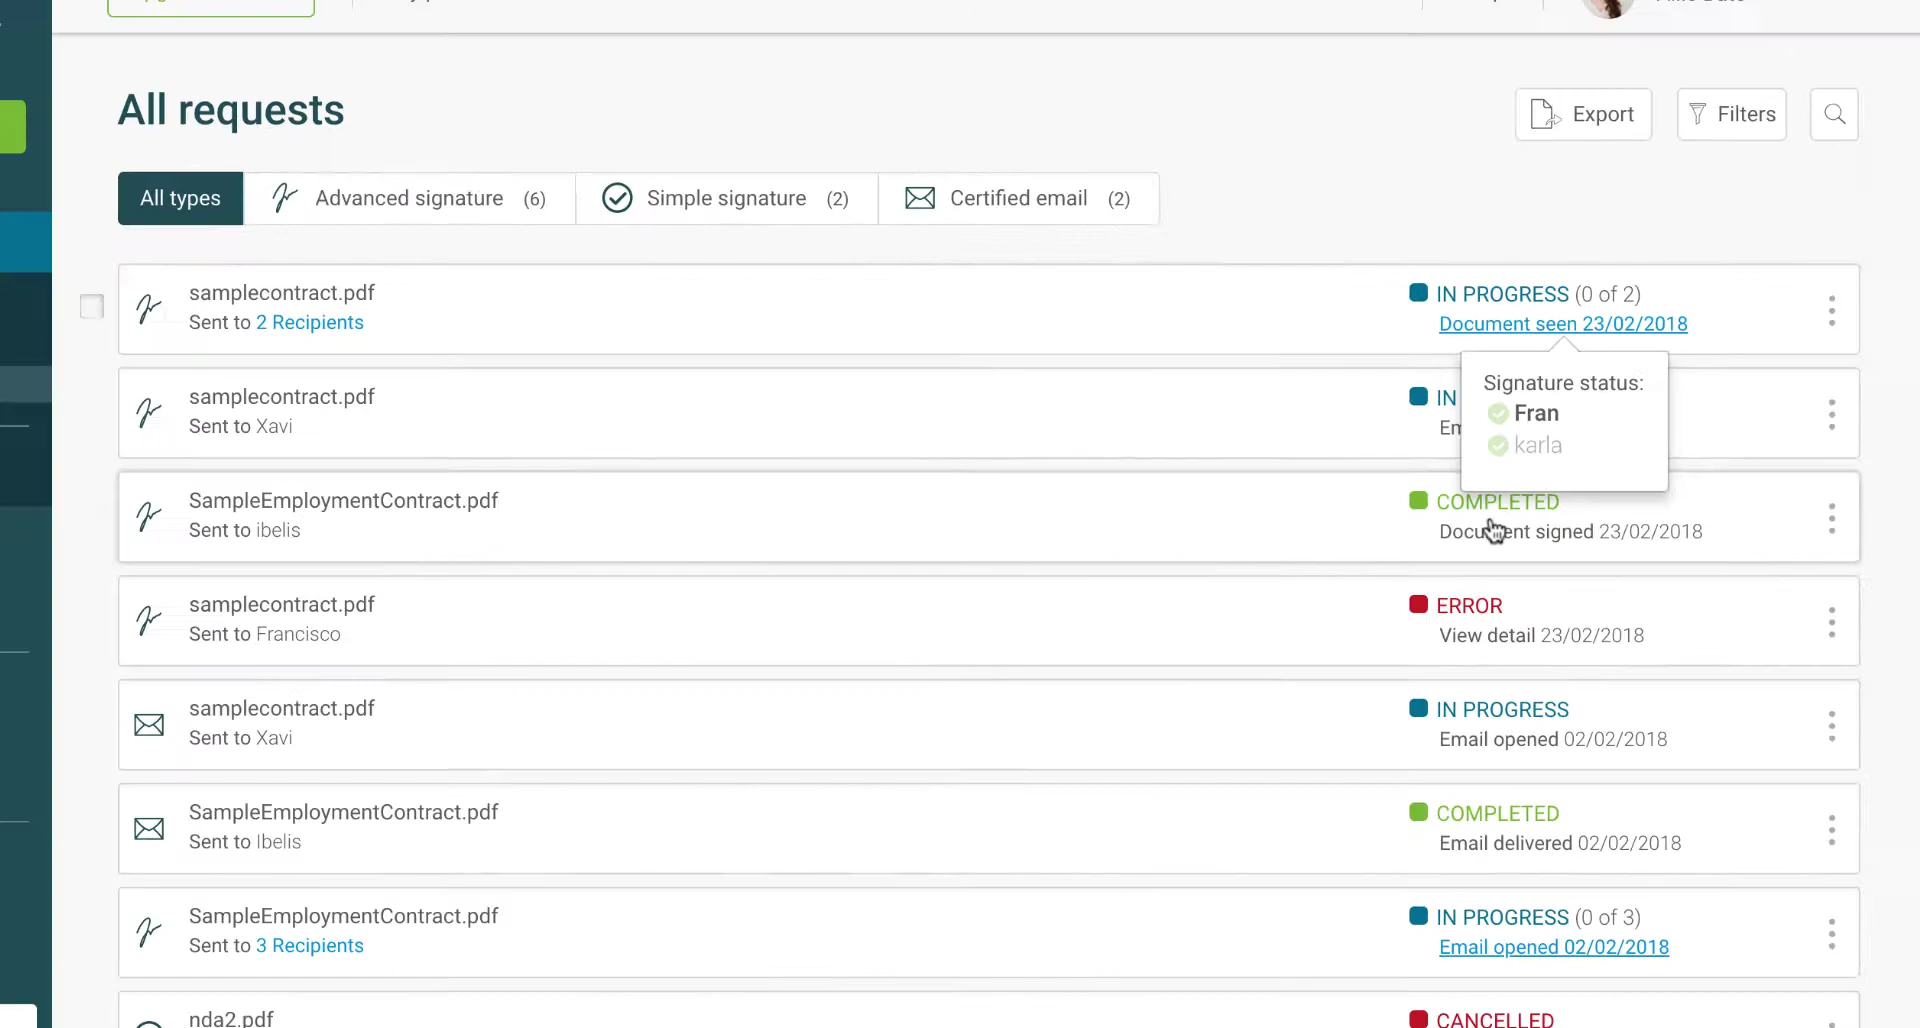 All requests
Export
Filters
All types
Advanced signature (6)
Simple signature (2)
Certified email (2)
samplecontract.pdf
Sent to 2 Recipients
IN PROGRESS (0 of 2)
Document seen 23/02/2018
Signature status:
Fran
karla
samplecontract.pdf
Sent to Xavi
IN
Em
SampleEmploymentContract.pdf
Sent to ibelis
COMPLETED
Document signed 23/02/2018
samplecontract.pdf
Sent to Francisco
ERROR
View detail 23/02/2018
samplecontract.pdf
Sent to Xavi
IN PROGRESS
Email opened 02/02/2018
SampleEmploymentContract.pdf
Sent to Ibelis
COMPLETED
Email delivered 02/02/2018
SampleEmploymentContract.pdf
Sent to 3 Recipients
IN PROGRESS (0 of 3)
Email opened 02/02/2018
nda2.pdf
CANCELLED